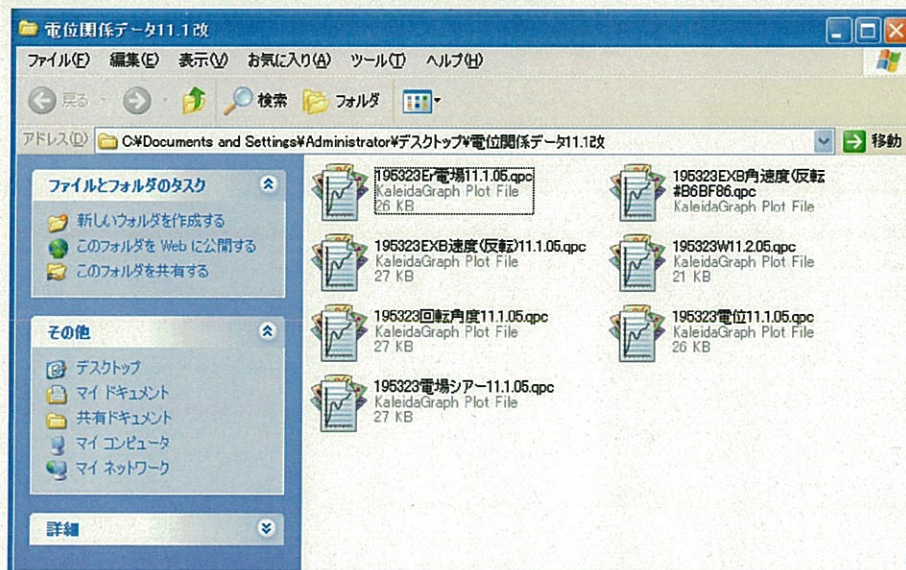 電位関係データ11.1改
ファイル(F) 編集(E) 表示(V) お気に入り(A) ツール(T) ヘルプ(H)
戻る 検索 フォルダ
アドレス(D) C:¥Documents and Settings¥Administrator¥デスクトップ¥電位関係データ11.1改 移動
ファイルとフォルダのタスク
新しいフォルダを作成する
このフォルダを Web に公開する
このフォルダを共有する
その他
デスクトップ
マイ ドキュメント
共有ドキュメント
マイ コンピュータ
マイ ネットワーク
詳細
195323Er電場11.1.05.qpc
KaleidaGraph Plot File
26 KB
195323EXB角速度(反転
#B6BF86.qpc
KaleidaGraph Plot File
195323EXB速度(反転)11.1.05.qpc
KaleidaGraph Plot File
27 KB
195323W11.2.05.qpc
KaleidaGraph Plot File
21 KB
195323回転角度11.1.05.qpc
KaleidaGraph Plot File
27 KB
195323電位11.1.05.qpc
KaleidaGraph Plot File
26 KB
195323電場シアー11.1.05.qpc
KaleidaGraph Plot File
27 KB